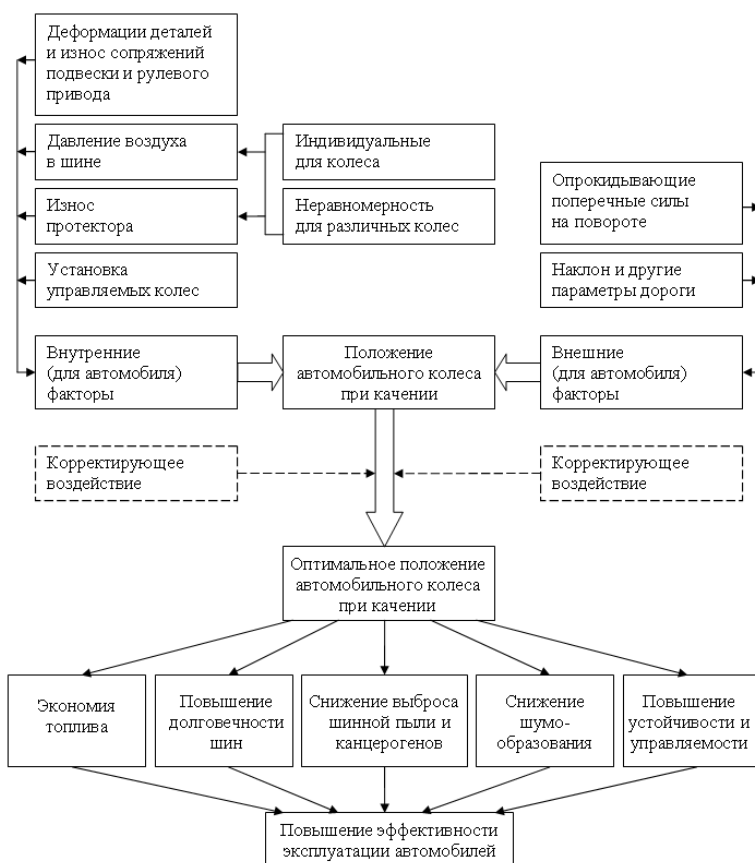 Деформации деталей
и износ сопряжений
подвески и рулевого
привода
Давление воздуха
в шине
Индивидуальные
для колеса
Износ
протектора
Неравномерность
для различных колес
Опрокидывающие
поперечные силы
на повороте
Установка
управляемых колес
Наклон и другие
параметры дороги
Внутренние
(для автомобиля)
факторы
Положение
автомобильного колеса
при качении
Внешние
(для автомобиля)
факторы
Корректирующее
воздействие
Корректирующее
воздействие
Оптимальное положение
автомобильного колеса
при качении
Экономия
топлива
Повышение
долговечности
шин
Снижение выброса
шинной пыли и
канцерогенов
Снижение
шумо-
образования
Повышение
устойчивости и
управляемости
Повышение эффективности
эксплуатации автомобилей